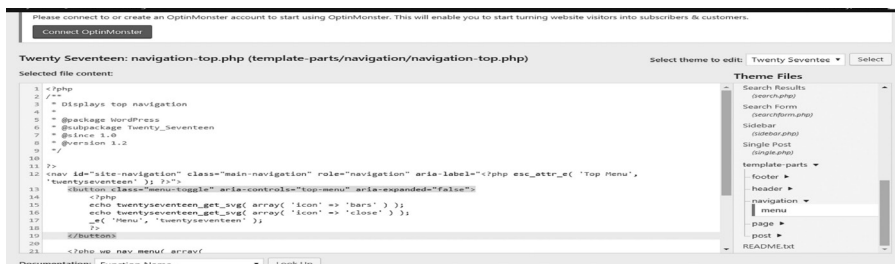 Please connect to or create an OptinMonster account to start using OptinMonster. This will enable you to start turning website visitors into subscribers & customers.
Connect OptinMonster
Twenty Seventeen: navigation-top.php (template-parts/navigation/navigation-top.php)
Select theme to edit: Twenty Seventee Select
Selected file content:
Theme Files
1 <?php
2 /**
3 * Displays top navigation
4 *
5 * @package WordPress
6 * @subpackage Twenty_Seventeen
7 * @since 1.0
8 * @version 1.2
9 */
10
11 ?>
12 <nav id="site-navigation" class="main-navigation" role="navigation" aria-label="<?php esc_attr_e( 'Top Menu',
'twentyseventeen' ); ?>">
13 <button class="menu-toggle" aria-controls="top-menu" aria-expanded="false">
14 <?php
15 echo twentyseventeen_get_svg( array( 'icon' => 'bars' ) );
16 echo twentyseventeen_get_svg( array( 'icon' => 'close' ) );
17 _e( 'Menu', 'twentyseventeen' );
18 ?>
19 </button>
20
21 <?php wp_nav_menu( array(
Search Results
(search.php)
Search Form
(searchform.php)
Sidebar
(sidebar.php)
Single Post
(single.php)
template-parts
footer
header
navigation
menu
page
post
README.txt
Documentation: Function Name Look Up